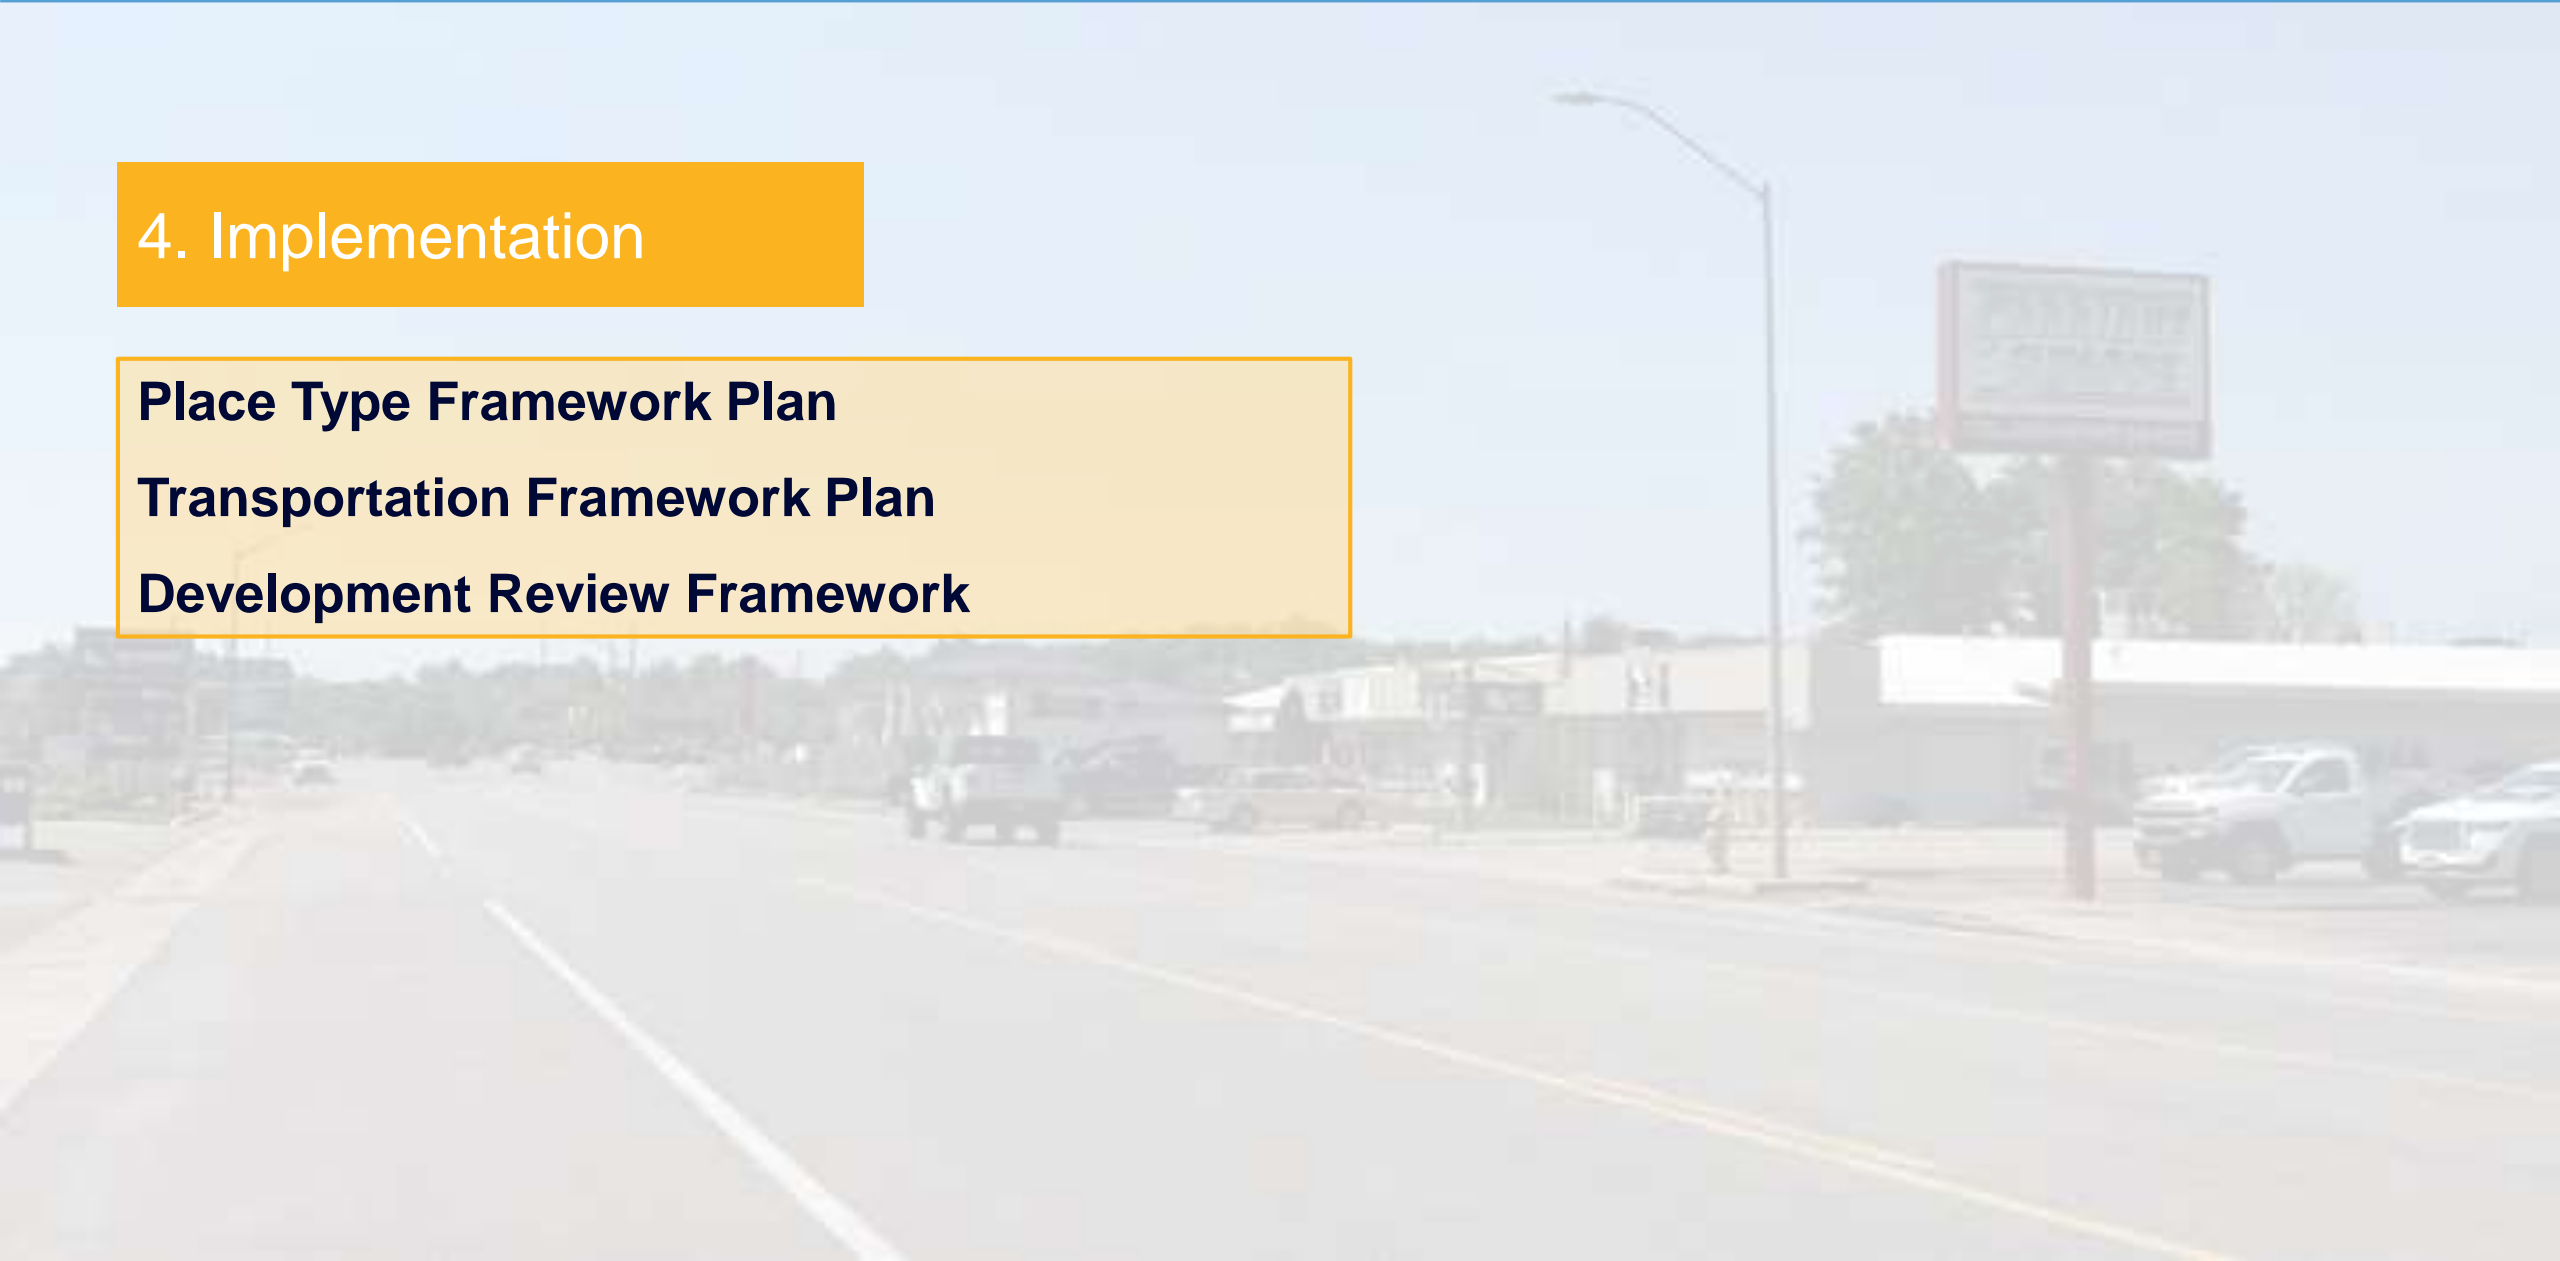 4. Implementation
Place Type Framework Plan
Transportation Framework Plan
Development Review Framework